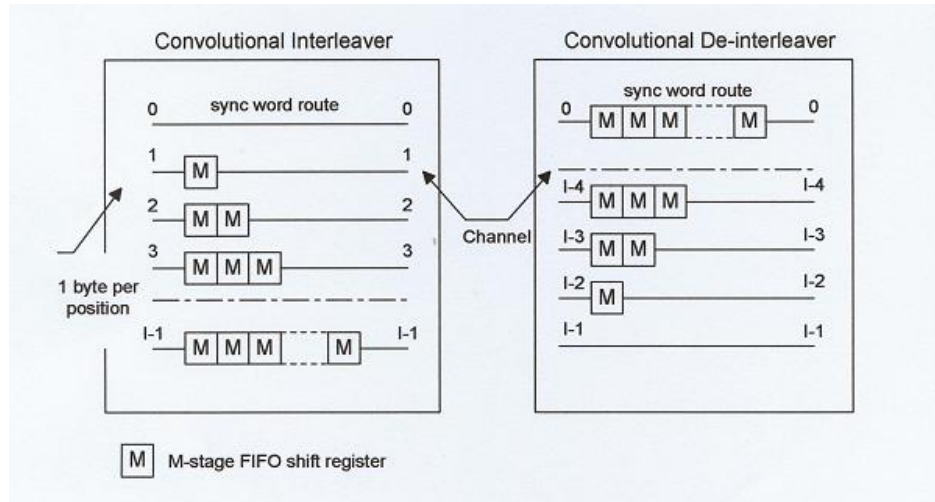 Convolutional Interleaver
0 sync word route 0
1 M 1
2 M M 2
3 M M M 3
I-1 M M M M I-1
1 byte per
position
Channel
Convolutional De-interleaver
sync word route
0 M M M M 0
I-4 M M M I-4
I-3 M M I-3
I-2 M I-2
I-1 I-1
M M-stage FIFO shift register